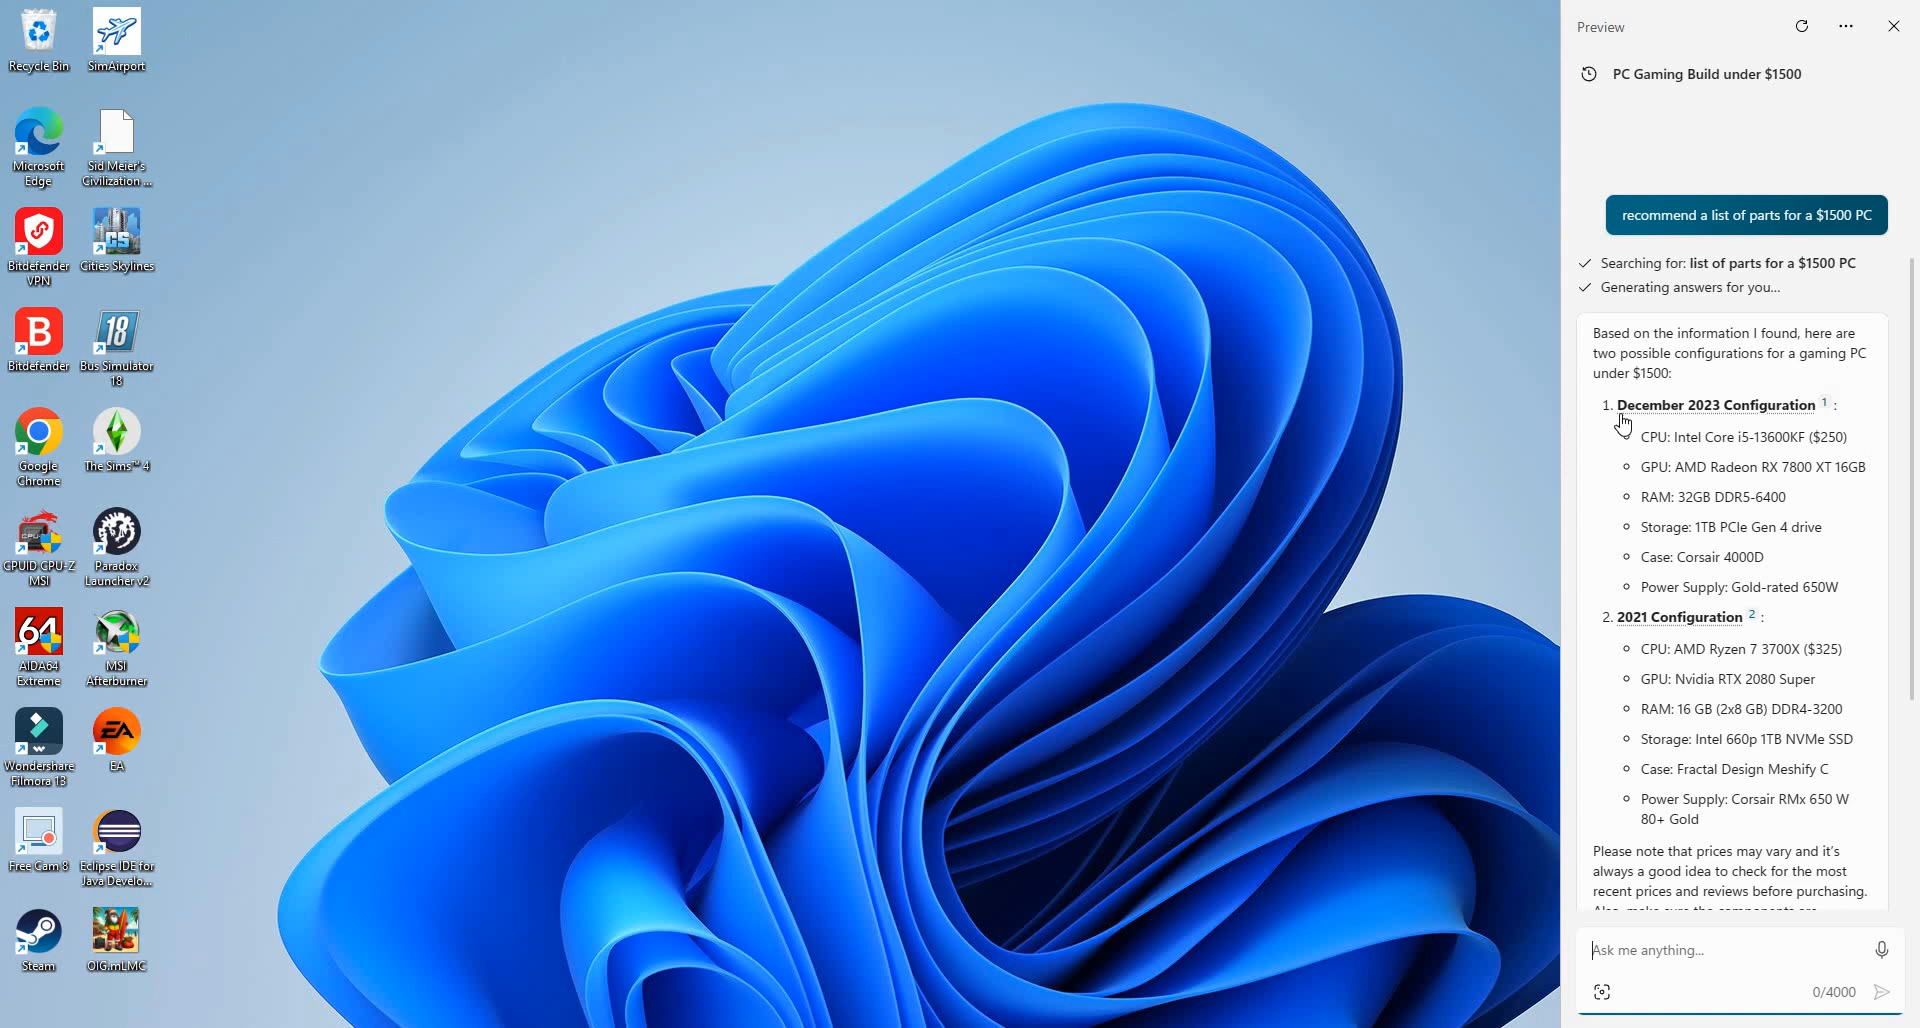 Recycle Bin
SimAirport
Microsoft
Edge
Sid Meier's
Civilization ...
Bitdefender
VPN
CS
Cities Skylines
B
Bitdefender
18
Bus Simulator
18
Google
Chrome
The Sims™ 4
CPU-Z
CPUID CPU-Z
MSI
Paradox
Launcher v2
64
AIDA64
Extreme
MSI
Afterburner
Wondershare
Filmora 13
EA
EA
Free Cam 8
Eclipse IDE for
Java Develo...
Steam
OIG.mLMC
Preview
PC Gaming Build under $1500
recommend a list of parts for a $1500 PC
Searching for: list of parts for a $1500 PC
Generating answers for you...
Based on the information I found, here are
two possible configurations for a gaming PC
under $1500:
1. December 2023 Configuration 1 :
CPU: Intel Core i5-13600KF ($250)
GPU: AMD Radeon RX 7800 XT 16GB
RAM: 32GB DDR5-6400
Storage: 1TB PCIe Gen 4 drive
Case: Corsair 4000D
Power Supply: Gold-rated 650W
2. 2021 Configuration 2 :
CPU: AMD Ryzen 7 3700X ($325)
GPU: Nvidia RTX 2080 Super
RAM: 16 GB (2x8 GB) DDR4-3200
Storage: Intel 660p 1TB NVMe SSD
Case: Fractal Design Meshify C
Power Supply: Corsair RMx 650 W
80+ Gold
Please note that prices may vary and it's
always a good idea to check for the most
recent prices and reviews before purchasing.
Ask me anything...
0/4000